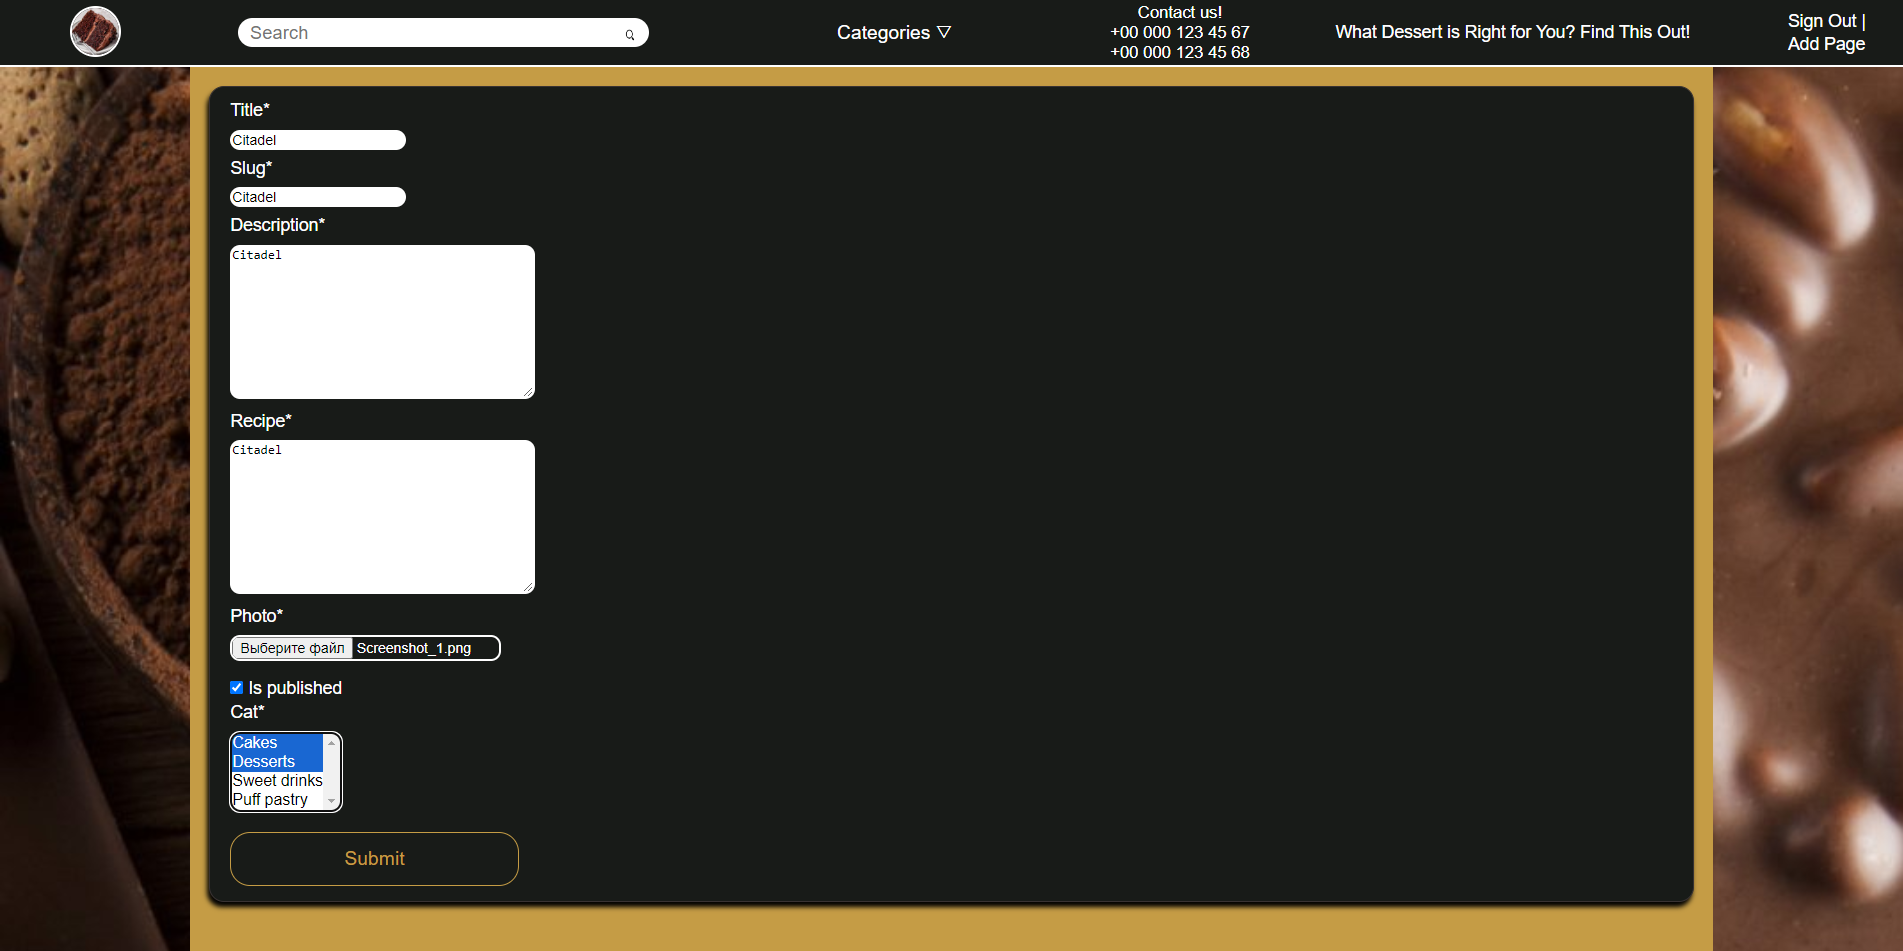 Search
Categories ▽
Contact us!
+00 000 123 45 67
+00 000 123 45 68
What Dessert is Right for You? Find This Out!
Sign Out |
Add Page
Title*
Citadel
Slug*
Citadel
Description*
Citadel
Recipe*
Citadel
Photo*
Выберите файл Screenshot_1.png
Is published
Cat*
Cakes
Desserts
Sweet drinks
Puff pastry
Submit